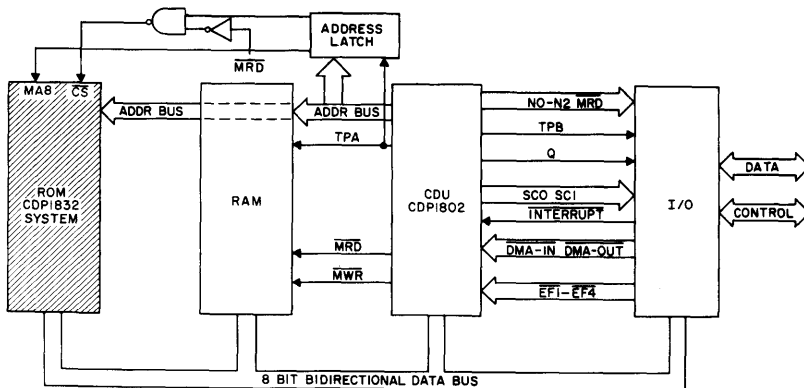 ADDRESS
LATCH
MRD
MA8 CS
ADDR BUS
ADDR BUS
TPA
ROM
CDP1832
SYSTEM
RAM
MRD
MWR
CDU
CDP1802
NO-N2 MRD
TPB
Q
SCO SCI
INTERRUPT
DMA-IN DMA-OUT
EF1-EF4
I/O
DATA
CONTROL
8 BIT BIDIRECTIONAL DATA BUS